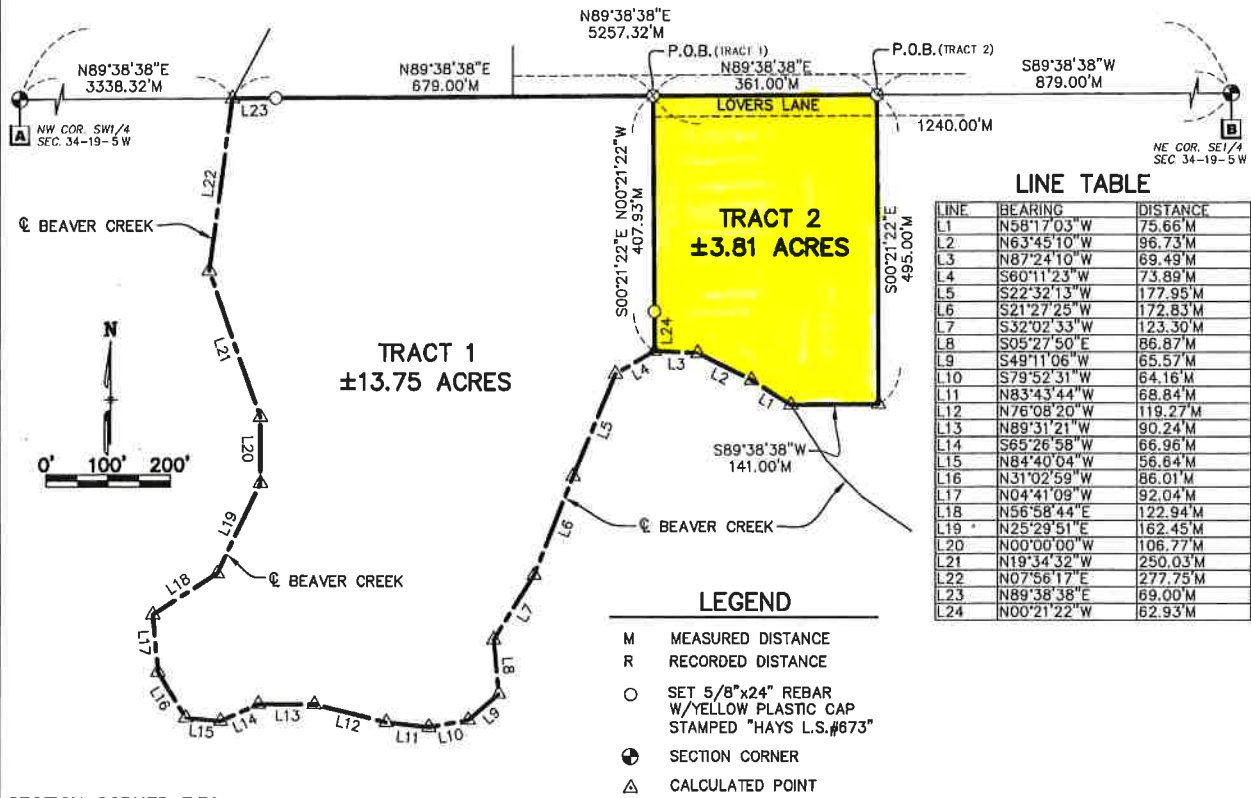 N89°38'38"E
5257.32'M
P.O.B.(TRACT 1)
P.O.B.(TRACT 2)
N89°38'38"E
3338.32'M
N89°38'38"E
679.00'M
N89°38'38"E
361.00'M
S89°38'38"W
879.00'M
L23
LOVERS LANE
1240.00'M
A
NW COR. SW1/4
SEC. 34-19-5W
B
NE COR. SE1/4
SEC 34-19-5W
L22
S00°21'22"E N00°21'22"W
407.93'M
S00°21'22"E
495.00'M
TRACT 2
±3.81 ACRES
℄ BEAVER CREEK
L24
N
L21
TRACT 1
±13.75 ACRES
L4
L3
L2
L1
L5
L20
S89°38'38"W
141.00'M
0' 100' 200'
L19
L6
℄ BEAVER CREEK
℄ BEAVER CREEK
L18
L7
L17
L8
L16
L15
L14
L13
L12
L11
L10
L9
LINE TABLE
LINE BEARING DISTANCE
L1 N58°17'03"W 75.66'M
L2 N63°45'10"W 96.73'M
L3 N87°24'10"W 69.49'M
L4 S60°11'23"W 73.89'M
L5 S22°32'13"W 177.95'M
L6 S21°27'25"W 172.83'M
L7 S32°02'33"W 123.30'M
L8 S05°27'50"E 86.87'M
L9 S49°11'06"W 65.57'M
L10 S79°52'31"W 64.16'M
L11 N83°43'44"W 68.84'M
L12 N76°08'20"W 119.27'M
L13 N89°31'21"W 90.24'M
L14 S65°26'58"W 66.96'M
L15 N84°40'04"W 56.64'M
L16 N31°02'59"W 86.01'M
L17 N04°41'09"W 92.04'M
L18 N56°58'44"E 122.94'M
L19 N25°29'51"E 162.45'M
L20 N00°00'00"W 106.77'M
L21 N19°34'32"W 250.03'M
L22 N07°56'17"E 277.75'M
L23 N89°38'38"E 69.00'M
L24 N00°21'22"W 62.93'M
LEGEND
M MEASURED DISTANCE
R RECORDED DISTANCE
SET 5/8"x24" REBAR
W/YELLOW PLASTIC CAP
STAMPED "HAYS L.S.#673"
SECTION CORNER
CALCULATED POINT